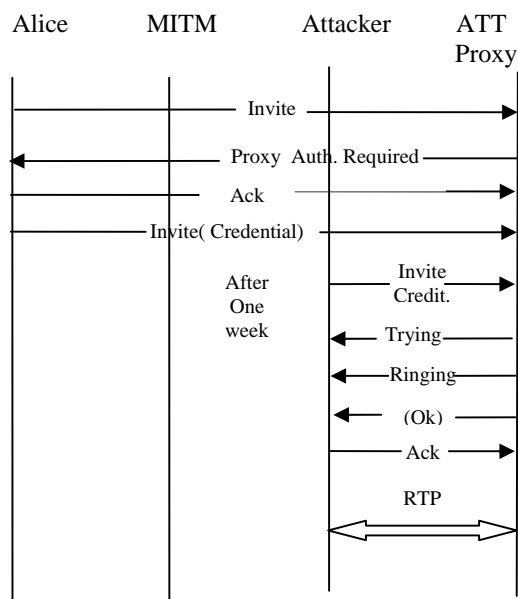 Alice MITM Attacker ATT
Proxy
Invite
Proxy Auth. Required
Ack
Invite( Credential)
After
One
week
Invite
Credit.
Trying
Ringing
(Ok)
Ack
RTP